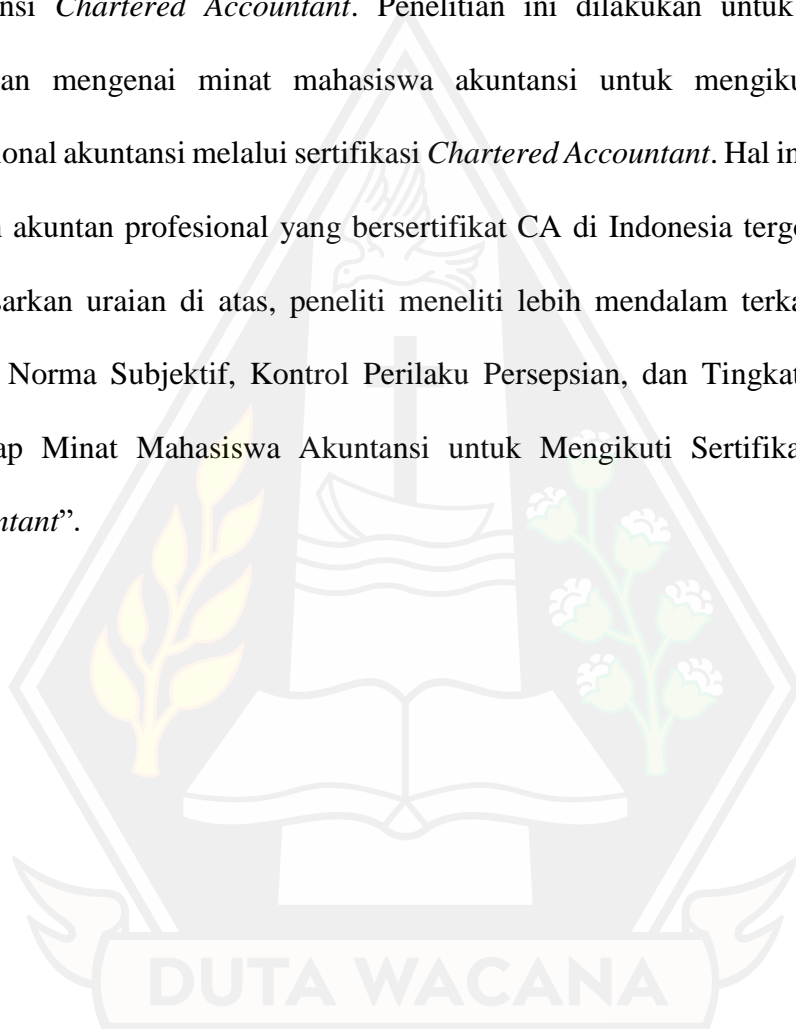 nsi Chartered Accountant. Penelitian ini dilakukan untuk
an mengenai minat mahasiswa akuntansi untuk mengiku
ional akuntansi melalui sertifikasi Chartered Accountant. Hal in
akuntan profesional yang bersertifikat CA di Indonesia terg
sarkan uraian di atas, peneliti meneliti lebih mendalam terka
Norma Subjektif, Kontrol Perilaku Persepsian, dan Tingkat
ap Minat Mahasiswa Akuntansi untuk Mengikuti Sertifika
ntant”.
DUTA WACANA